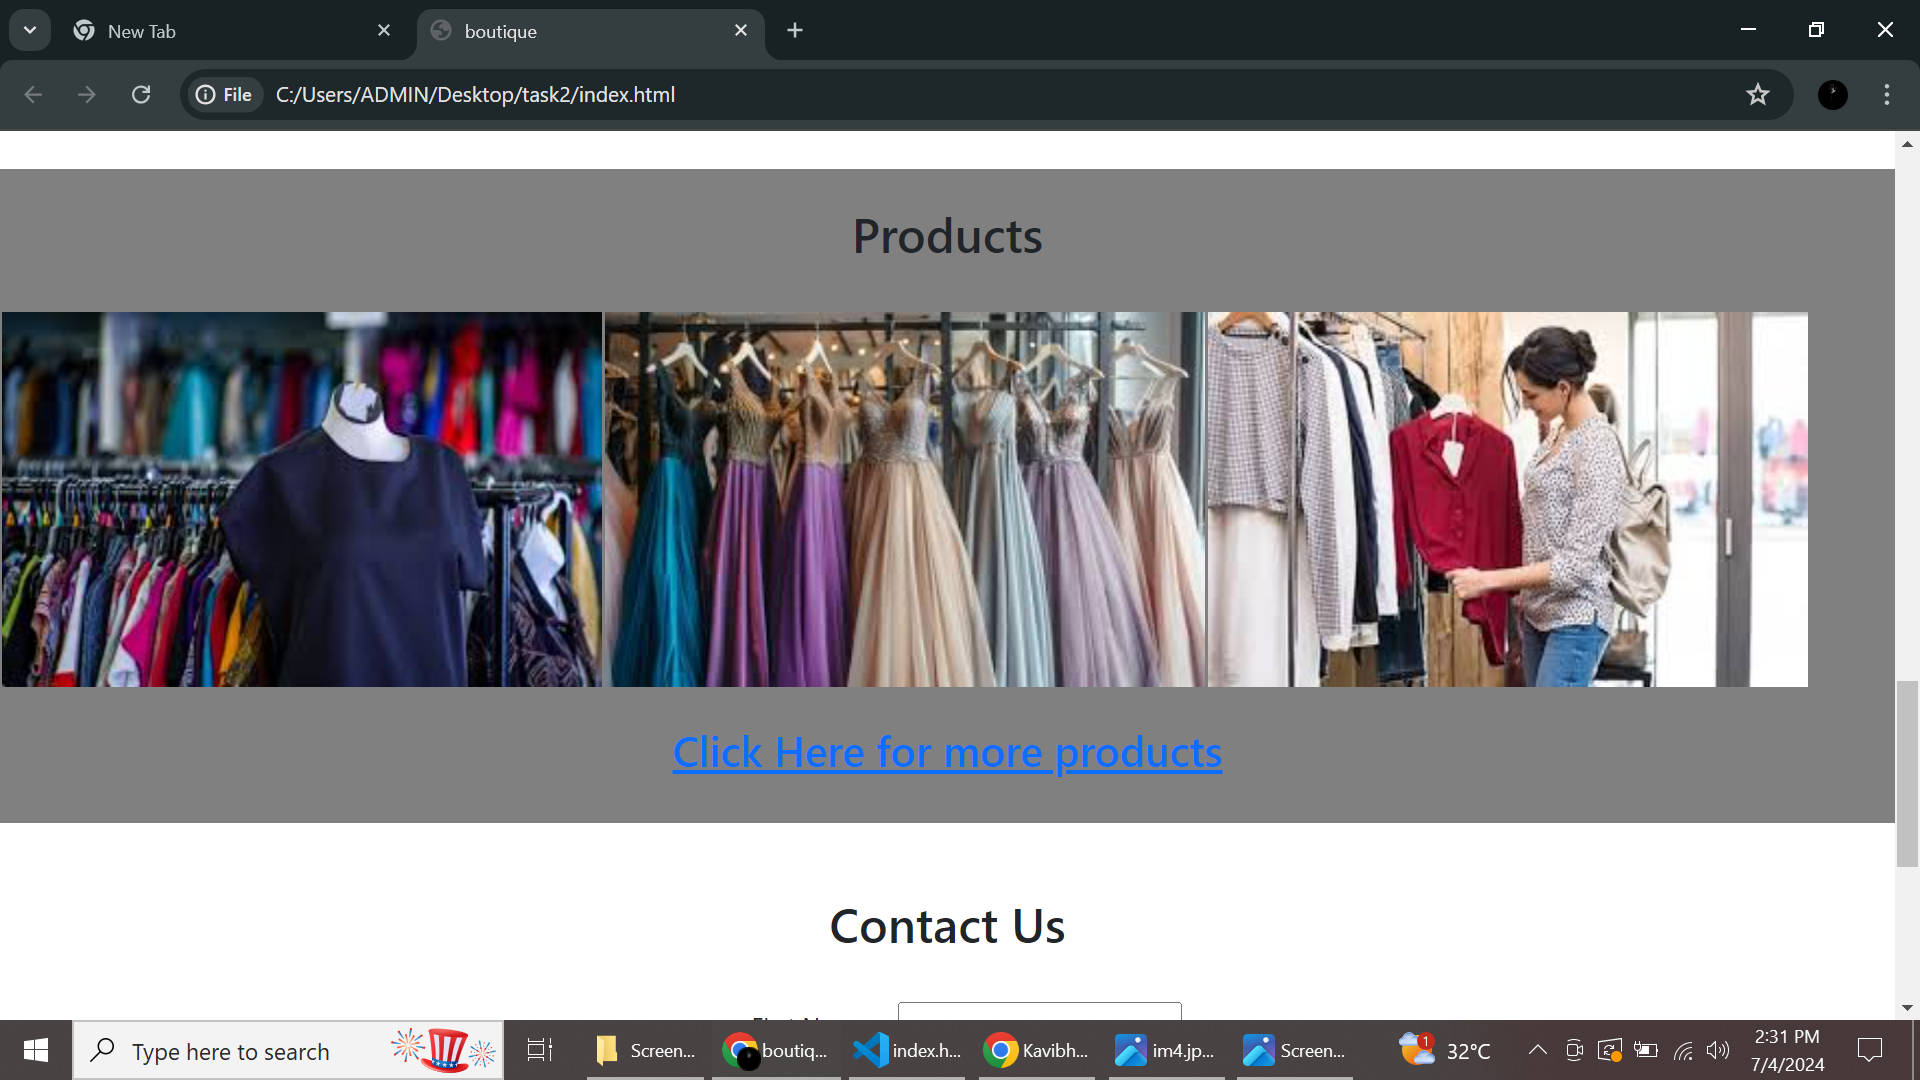 New Tab
boutique
File
C:/Users/ADMIN/Desktop/task2/index.html
Products
Click Here for more products
Contact Us
Type here to search
Screen...
boutiq...
index.h...
Kavibh...
im4.jp...
Screen...
1
32°C
2:31 PM
7/4/2024